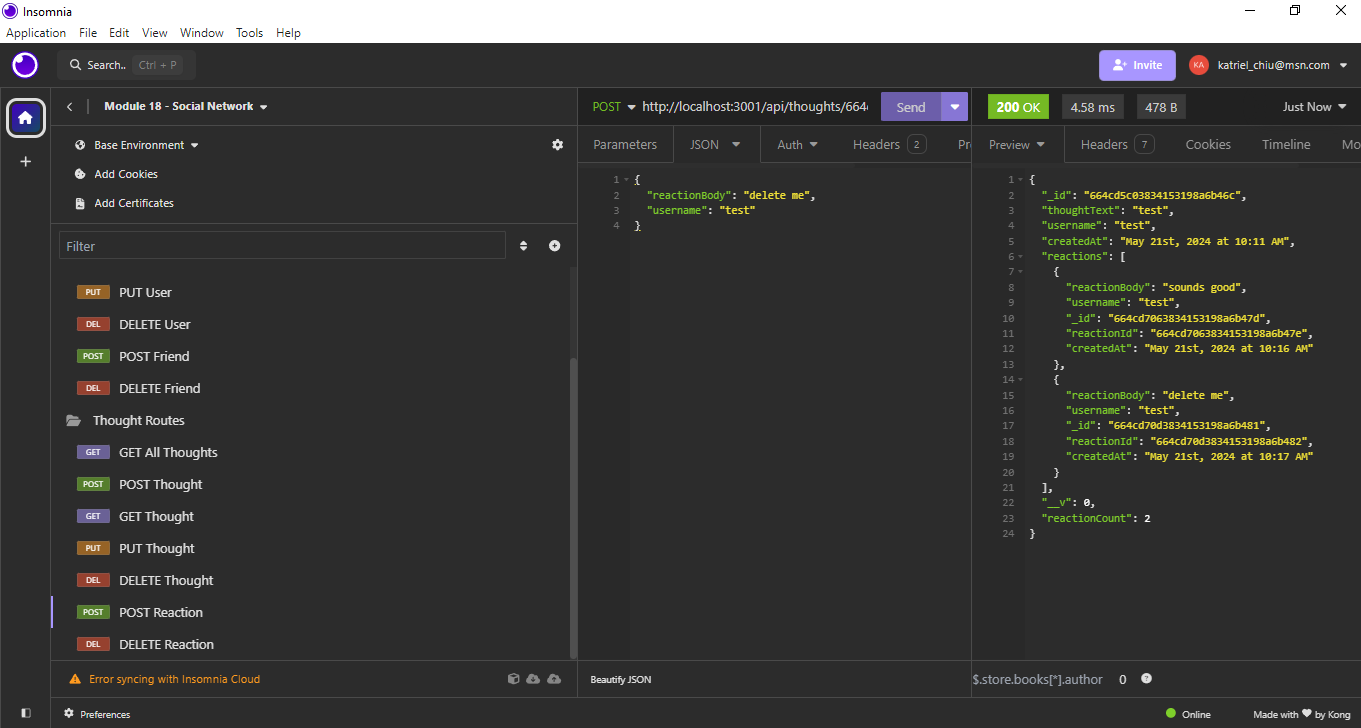 Insomnia
Application File Edit View Window Tools Help
Search.. Ctrl + P
Invite
KA katriel_chiu@msn.com
Module 18 - Social Network
Base Environment
Add Cookies
Add Certificates
Filter
PUT PUT User
DEL DELETE User
POST POST Friend
DEL DELETE Friend
Thought Routes
GET GET All Thoughts
POST POST Thought
GET GET Thought
PUT PUT Thought
DEL DELETE Thought
POST POST Reaction
DEL DELETE Reaction
Error syncing with Insomnia Cloud
POST http://localhost:3001/api/thoughts/664 Send
Parameters JSON Auth Headers 2 Pr
1 {
2 "reactionBody": "delete me",
3 "username": "test"
4 }
Beautify JSON
200 OK 4.58 ms 478 B Just Now
Preview Headers 7 Cookies Timeline Mo
1 {
2 "_id": "664cd5c03834153198a6b46c",
3 "thoughtText": "test",
4 "username": "test",
5 "createdAt": "May 21st, 2024 at 10:11 AM",
6 "reactions": [
7 {
8 "reactionBody": "sounds good",
9 "username": "test",
10 "_id": "664cd7063834153198a6b47d",
11 "reactionId": "664cd7063834153198a6b47e",
12 "createdAt": "May 21st, 2024 at 10:16 AM"
13 },
14 {
15 "reactionBody": "delete me",
16 "username": "test",
17 "_id": "664cd70d3834153198a6b481",
18 "reactionId": "664cd70d3834153198a6b482",
19 "createdAt": "May 21st, 2024 at 10:17 AM"
20 }
21 ],
22 "__v": 0,
23 "reactionCount": 2
24 }
$.store.books[*].author 0 ?
Preferences
Online Made with ❤ by Kong